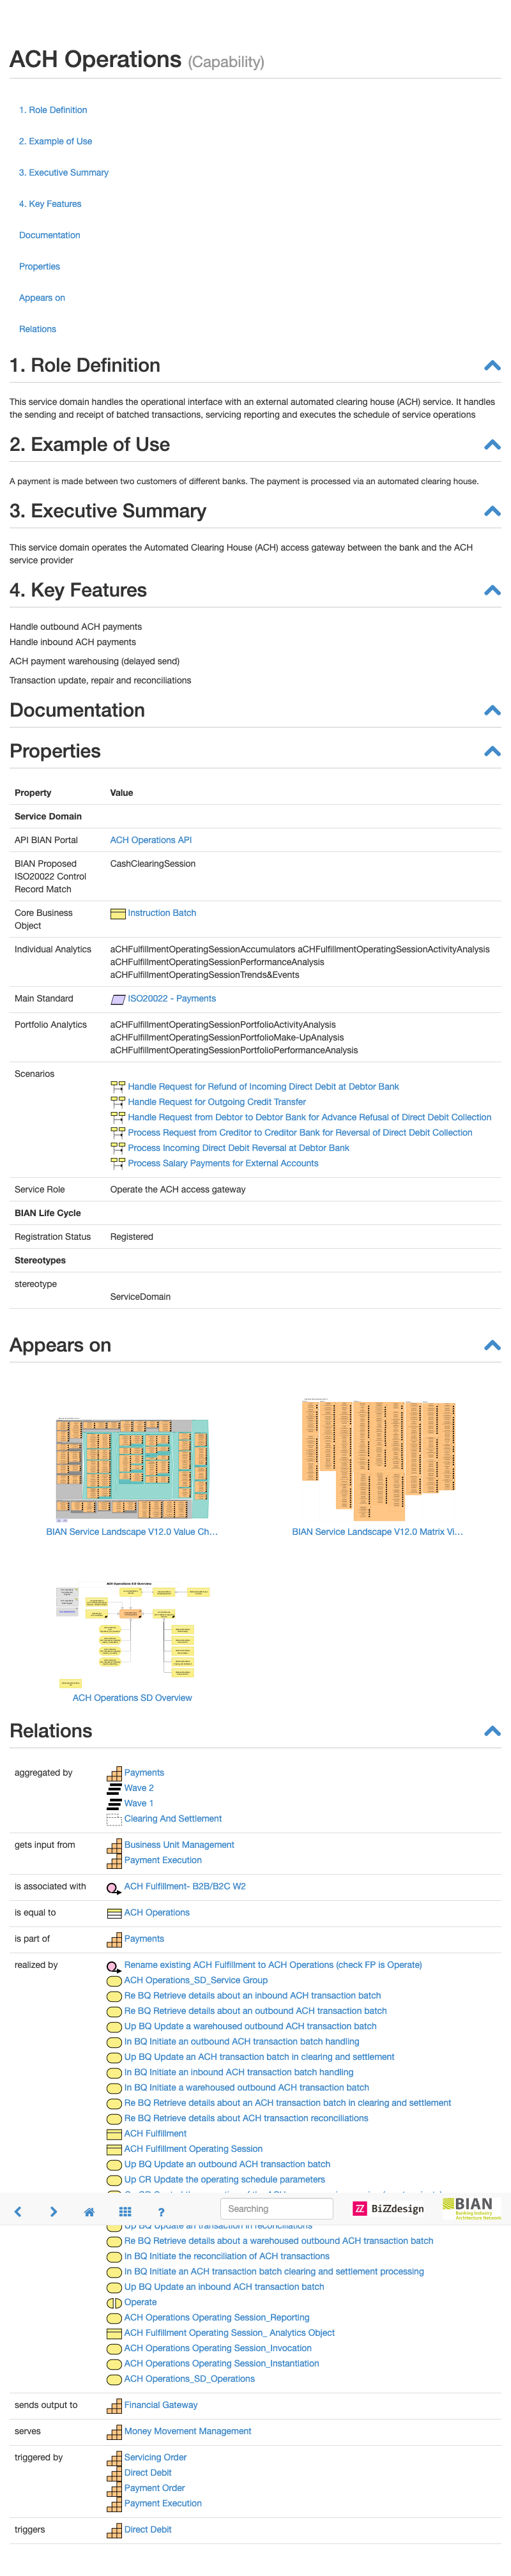 ACH Operations (Capability)
1. Role Definition
2. Example of Use
3. Executive Summary
4. Key Features
Documentation
Properties
Appears on
Relations
1. Role Definition
This service domain handles the operational interface with an external automated clearing house (ACH) service. It handles
the sending and receipt of batched transactions, servicing reporting and executes the schedule of service operations
2. Example of Use
A payment is made between two customers of different banks. The payment is processed via an automated clearing house.
3. Executive Summary
This service domain operates the Automated Clearing House (ACH) access gateway between the bank and the ACH
service provider
4. Key Features
Handle outbound ACH payments
Handle inbound ACH payments
ACH payment warehousing (delayed send)
Transaction update, repair and reconciliations
Documentation
Properties
Property Value
Service Domain
API BIAN Portal ACH Operations API
BIAN Proposed CashClearingSession
ISO20022 Control
Record Match
Core Business Instruction Batch
Object
Individual Analytics aCHFulfillmentOperatingSessionAccumulators aCHFulfillmentOperatingSessionActivityAnalysis
aCHFulfillmentOperatingSessionPerformanceAnalysis
aCHFulfillmentOperatingSessionTrends&Events
Main Standard ISO20022 - Payments
Portfolio Analytics aCHFulfillmentOperatingSessionPortfolioActivityAnalysis
aCHFulfillmentOperatingSessionPortfolioMake-UpAnalysis
aCHFulfillmentOperatingSessionPortfolioPerformanceAnalysis
Scenarios
Handle Request for Refund of Incoming Direct Debit at Debtor Bank
Handle Request for Outgoing Credit Transfer
Handle Request from Debtor to Debtor Bank for Advance Refusal of Direct Debit Collection
Process Request from Creditor to Creditor Bank for Reversal of Direct Debit Collection
Process Incoming Direct Debit Reversal at Debtor Bank
Process Salary Payments for External Accounts
Service Role Operate the ACH access gateway
BIAN Life Cycle
Registration Status Registered
Stereotypes
stereotype
ServiceDomain
Appears on
BIAN Service Landscape V12.0 Value Ch...
BIAN Service Landscape V12.0 Matrix Vi...
ACH Operations SD Overview
ACH Operations SD Overview
Relations
aggregated by Payments
Wave 2
Wave 1
Clearing And Settlement
gets input from Business Unit Management
Payment Execution
is associated with ACH Fulfillment- B2B/B2C W2
is equal to ACH Operations
is part of Payments
realized by Rename existing ACH Fulfillment to ACH Operations (check FP is Operate)
ACH Operations_SD_Service Group
Re BQ Retrieve details about an inbound ACH transaction batch
Re BQ Retrieve details about an outbound ACH transaction batch
Up BQ Update a warehoused outbound ACH transaction batch
In BQ Initiate an outbound ACH transaction batch handling
Up BQ Update an ACH transaction batch in clearing and settlement
In BQ Initiate an inbound ACH transaction batch handling
In BQ Initiate a warehoused outbound ACH transaction batch
Re BQ Retrieve details about an ACH transaction batch in clearing and settlement
Re BQ Retrieve details about ACH transaction reconciliations
ACH Fulfillment
ACH Fulfillment Operating Session
Up BQ Update an outbound ACH transaction batch
Up CR Update the operating schedule parameters
? Searching BiZZdesign BIAN
Banking Industry
Architecture Network
Up BQ Update an transaction in reconciliations
Re BQ Retrieve details about a warehoused outbound ACH transaction batch
In BQ Initiate the reconciliation of ACH transactions
In BQ Initiate an ACH transaction batch clearing and settlement processing
Up BQ Update an inbound ACH transaction batch
Operate
ACH Operations Operating Session_Reporting
ACH Fulfillment Operating Session_ Analytics Object
ACH Operations Operating Session_Invocation
ACH Operations Operating Session_Instantiation
ACH Operations_SD_Operations
sends output to Financial Gateway
serves Money Movement Management
triggered by Servicing Order
Direct Debit
Payment Order
Payment Execution
triggers Direct Debit